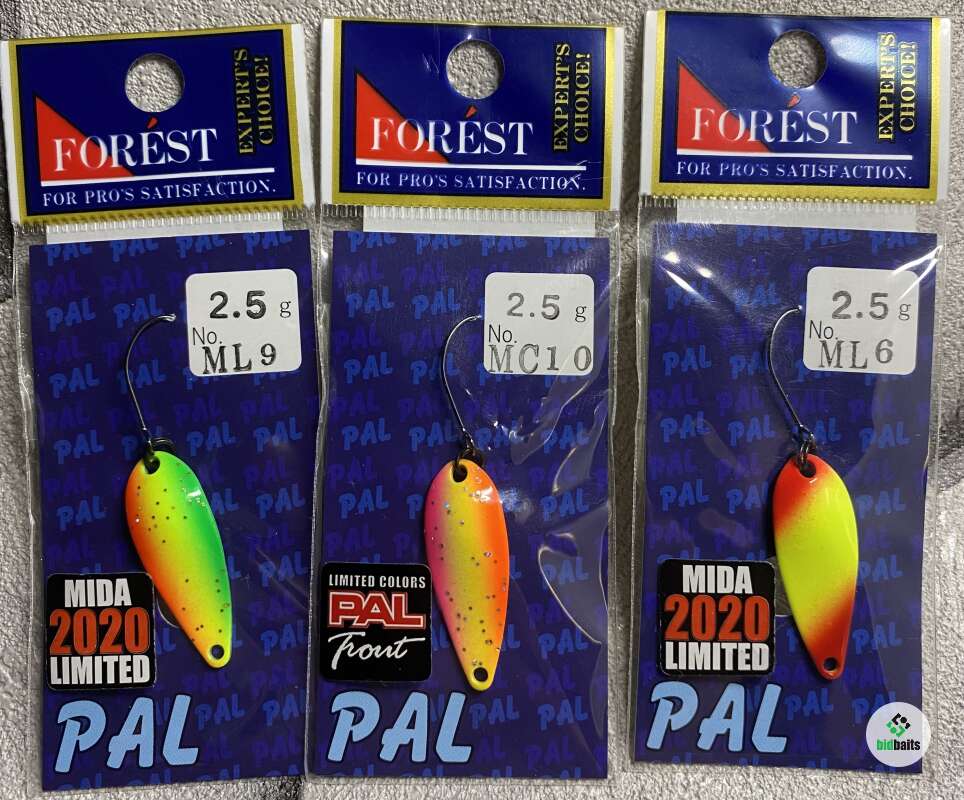 FORÉST
EXPERT'S
CHOICE!
FOR PRO'S SATISFACTION.
2.5 g
No.
ML9
MIDA
2020
LIMITED
PAL
FORÉST
EXPERT'S
CHOICE!
FOR PRO'S SATISFACTION.
2.5 g
No.
MC10
LIMITED COLORS
PAL
Trout
PAL
FORÉST
EXPERT'S
CHOICE!
FOR PRO'S SATISFACTION.
2.5 g
No.
ML6
MIDA
2020
LIMITED
PAL
bidbaits